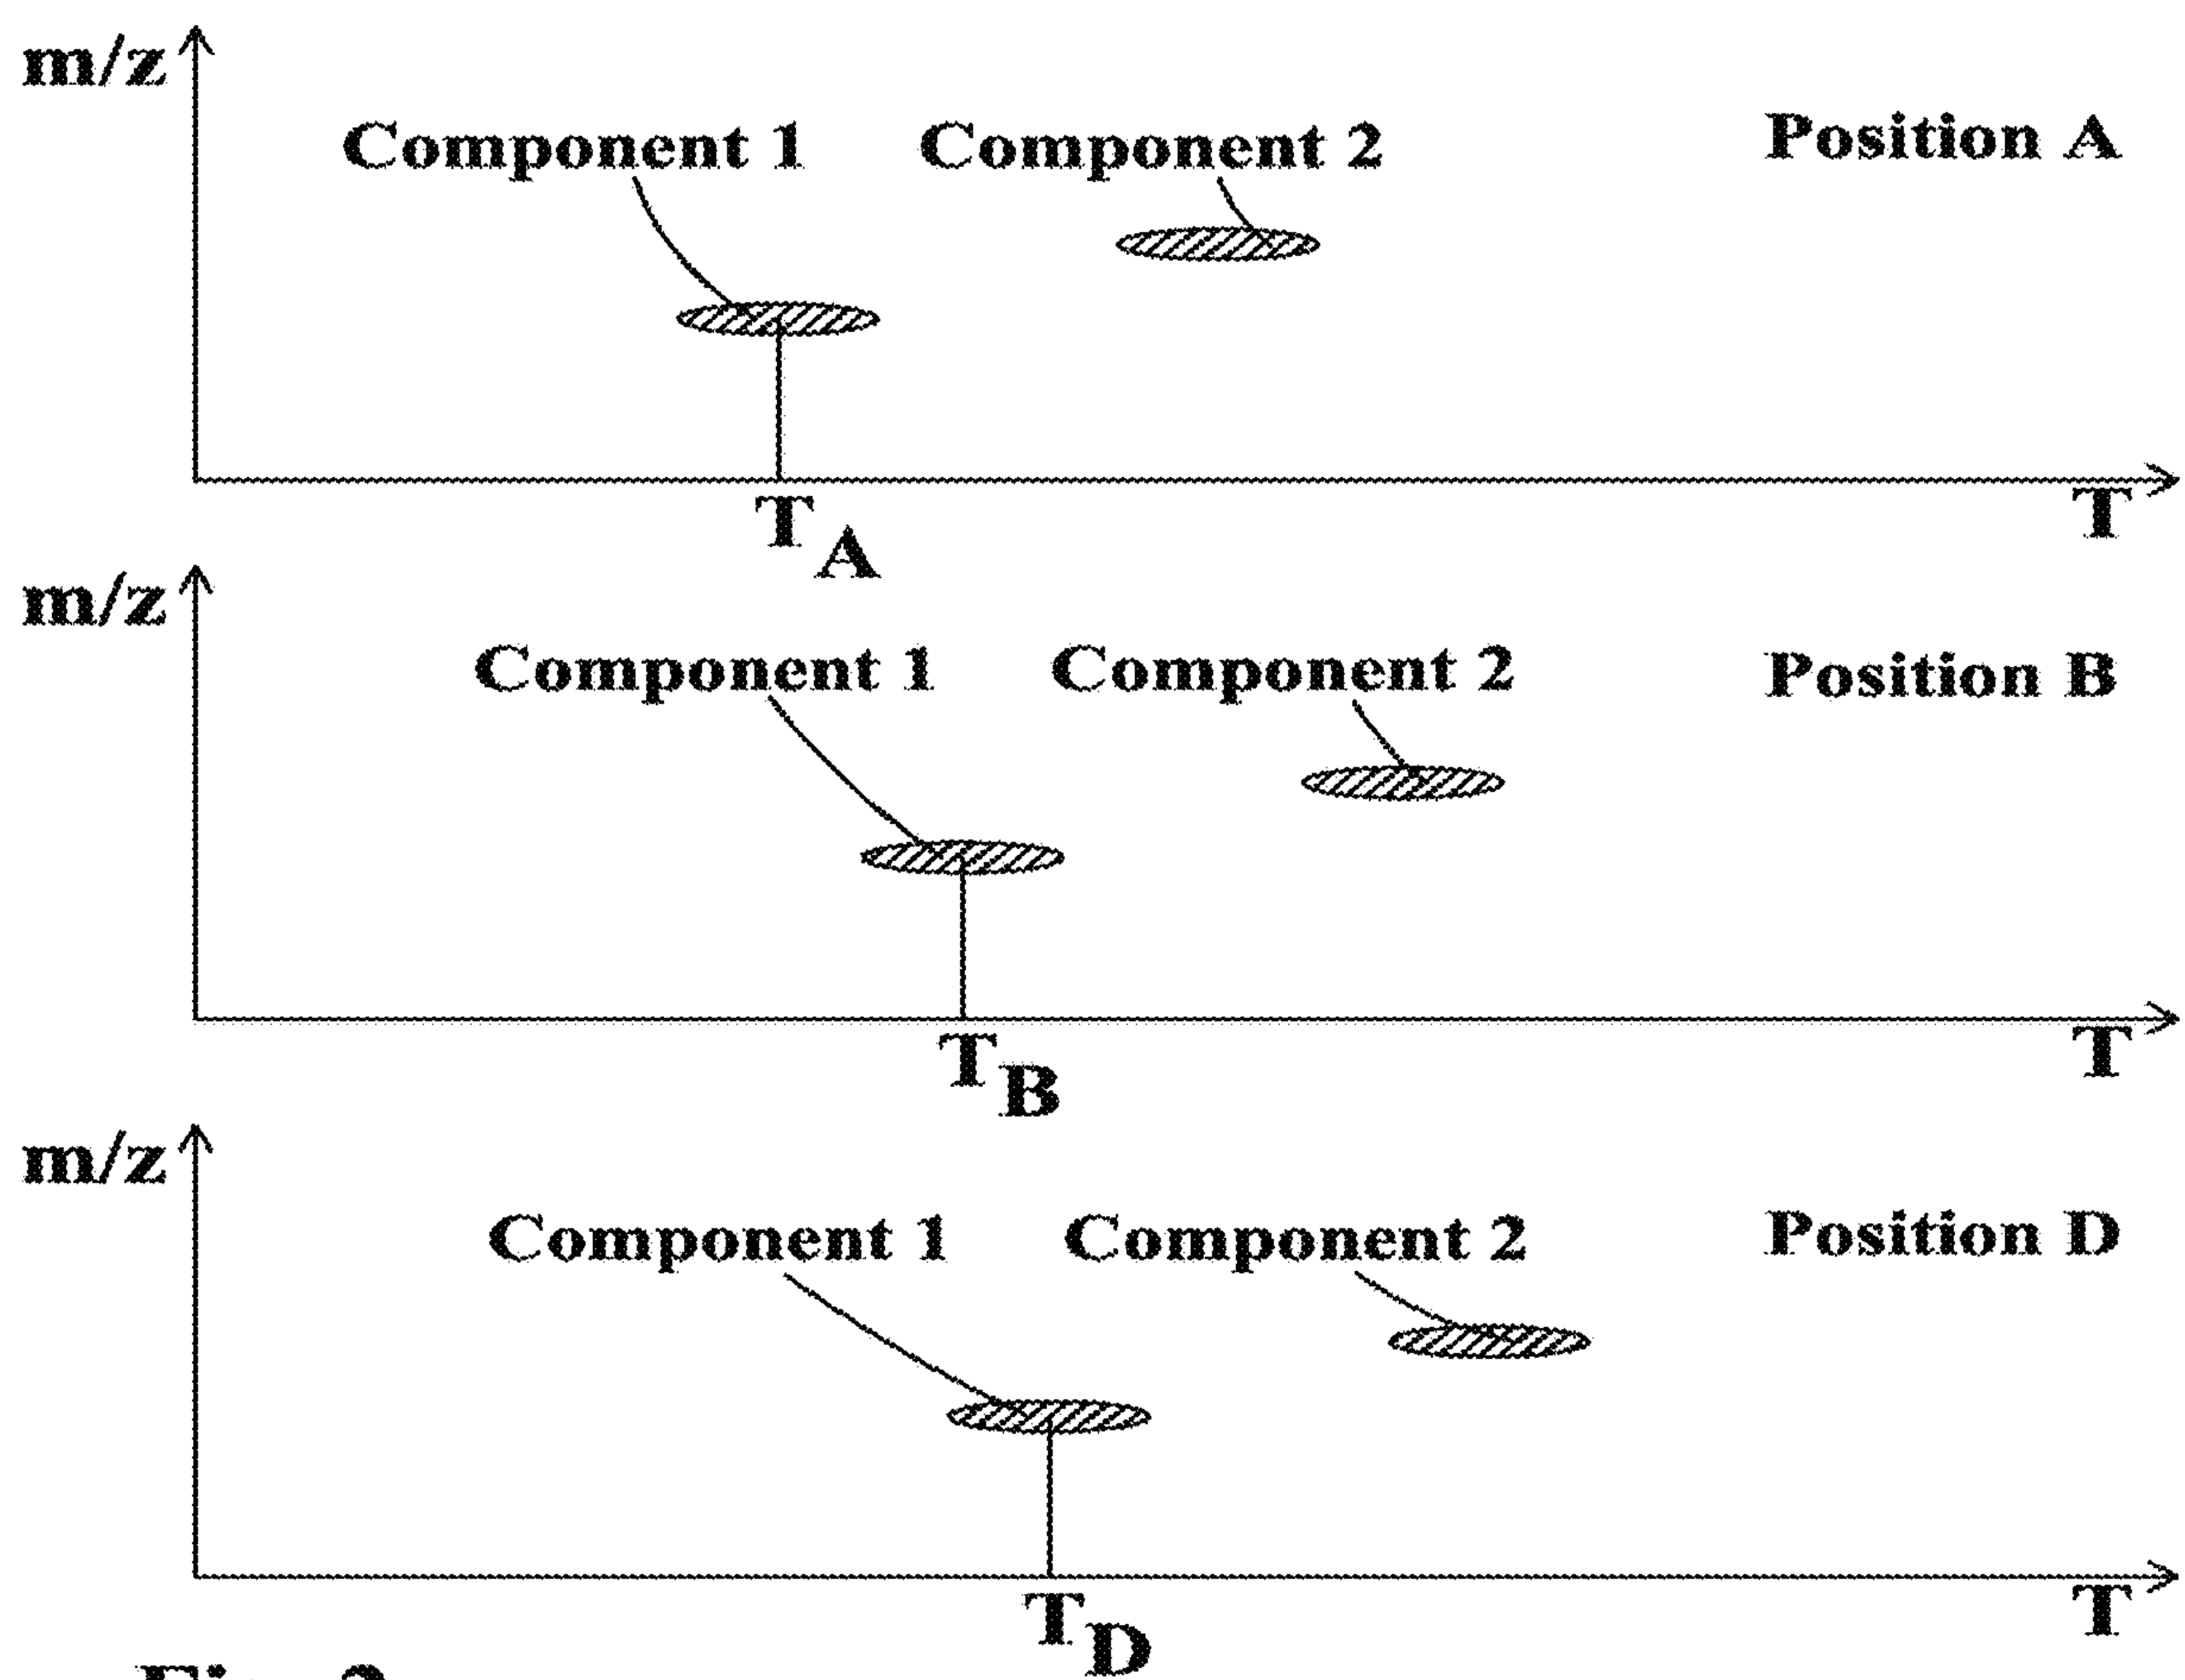 m/z
Component 1 Component 2 Position A
T_A T
m/z
Component 1 Component 2 Position B
T_B T
m/z
Component 1 Component 2 Position D
T_D T